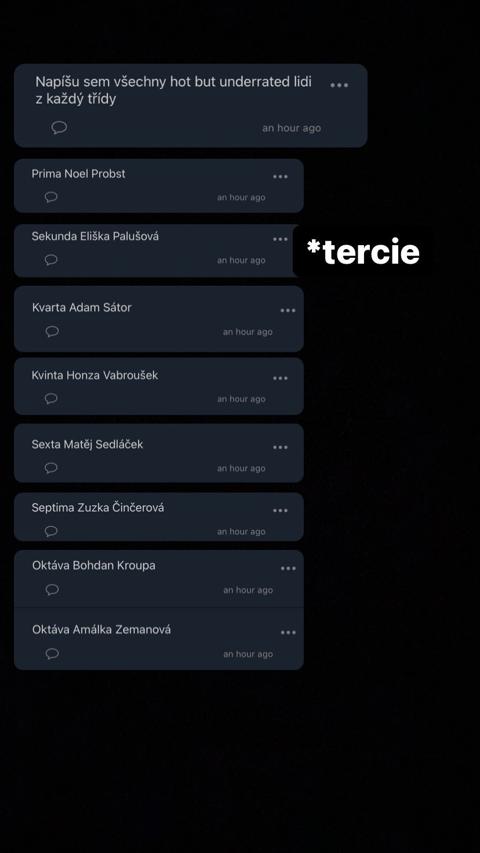 Napíšu sem všechny hot but underrated lidi
z každý třídy
an hour ago
Prima Noel Probst
an hour ago
Sekunda Eliška Palušová
*tercie
an hour ago
Kvarta Adam Sátor
an hour ago
Kvinta Honza Vabroušek
an hour ago
Sexta Matěj Sedláček
an hour ago
Septima Zuzka Činčerová
an hour ago
Oktáva Bohdan Kroupa
an hour ago
Oktáva Amálka Zemanová
an hour ago